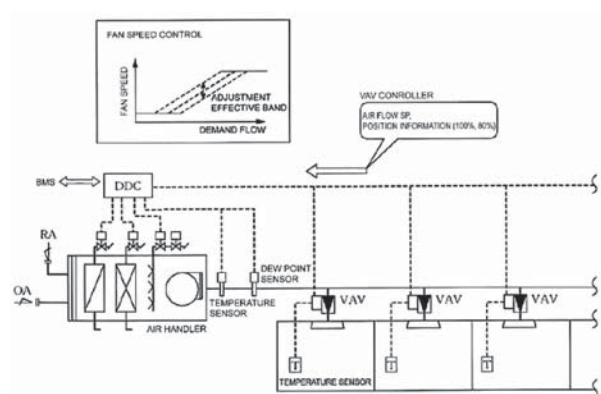 FAN SPEED CONTROL
FAN SPEED
ADJUSTMENT
EFFECTIVE BAND
DEMAND FLOW
VAV CONROLLER
AIR FLOW SP,
POSITION INFORMATION (100%, 80%)
BMS
DDC
RA
OA
DEW POINT
SENSOR
TEMPERATURE
SENSOR
AIR HANDLER
VAV
VAV
VAV
TEMPERATURE SENSOR